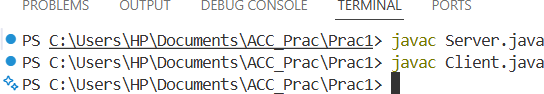 PROBLEMS OUTPUT DEBUG CONSOLE TERMINAL PORTS
PS C:\Users\HP\Documents\ACC_Prac\Prac1> javac Server.java
PS C:\Users\HP\Documents\ACC_Prac\Prac1> javac Client.java
PS C:\Users\HP\Documents\ACC_Prac\Prac1>